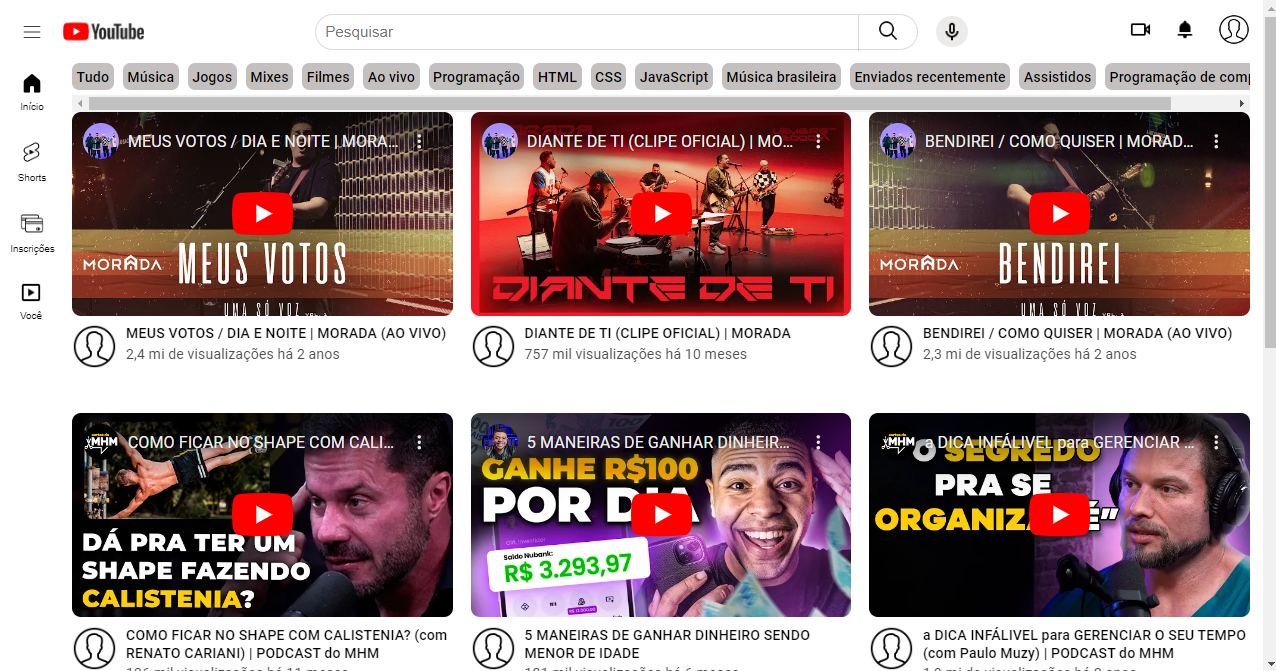 YouTube
Pesquisar
Tudo Música Jogos Mixes Filmes Ao vivo Programação HTML CSS JavaScript Música brasileira Enviados recentemente Assistidos Programação de comp
Início
Shorts
Inscrições
Você
MEUS VOTOS / DIA E NOITE | MORA...
MORADA
MEUS VOTOS
UMA SÓ VOZ
MEUS VOTOS / DIA E NOITE | MORADA (AO VIVO)
2,4 mi de visualizações há 2 anos
DIANTE DE TI (CLIPE OFICIAL) | MO...
DIANTE DE TI
DIANTE DE TI (CLIPE OFICIAL) | MORADA
757 mil visualizações há 10 meses
BENDIREI / COMO QUISER | MORAD...
MORADA
BENDIREI
UMA SÓ VOZ
BENDIREI / COMO QUISER | MORADA (AO VIVO)
2,3 mi de visualizações há 2 anos
MHM
COMO FICAR NO SHAPE COM CALI...
DÁ PRA TER UM
SHAPE FAZENDO
CALISTENIA?
COMO FICAR NO SHAPE COM CALISTENIA? (com
RENATO CARIANI) | PODCAST do MHM
5 MANEIRAS DE GANHAR DINHEIR...
GANHE R$100
POR DIA
Saldo Nubank:
R$ 3.293,97
5 MANEIRAS DE GANHAR DINHEIRO SENDO
MENOR DE IDADE
MHM
a DICA INFÁLIVEL para GERENCIAR ...
O SEGREDO
PRA SE
a DICA INFÁLIVEL para GERENCIAR O SEU TEMPO
(com Paulo Muzy) | PODCAST do MHM